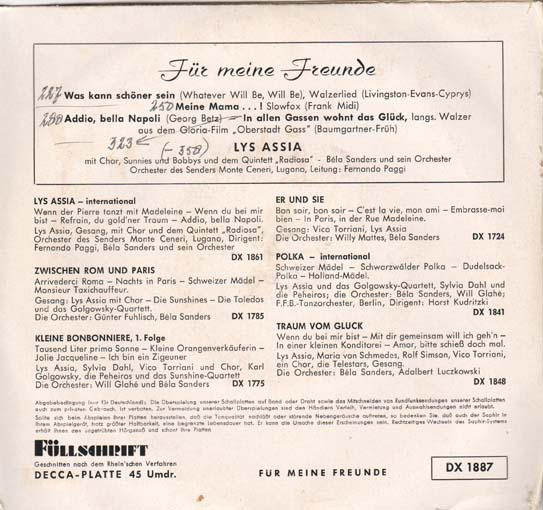 Für meine Freunde
227 Was kann schöner sein (Whatever Will Be, Will Be), Walzerlied (Livingston-Evans-Cyprys)
250 Meine Mama . . . ! Slowfox (Frank Midi)
Addio, bella Napoli (Georg Betz) – In allen Gassen wohnt das Glück, langs. Walzer
aus dem Gloria-Film „Oberstadt Gass" (Baumgartner-Früh)
323 (-358)
LYS ASSIA
mit Chor, Sunnies und Bobbys und dem Quintett „Radiosa" - Béla Sanders und sein Orchester
Orchester des Senders Monte Ceneri, Lugano, Leitung: Fernando Paggi
LYS ASSIA – international
Wenn der Pierre tanzt mit Madeleine – Wenn du bei mir
bist – Refrain, du gold'ner Traum – Addio, bella Napoli.
Lys Assia, Gesang, mit Chor und dem Quintett „Radiosa",
Orchester des Senders Monte Ceneri, Lugano, Dirigent:
Fernando Paggi, Béla Sanders und sein Orchester
DX 1861
ZWISCHEN ROM UND PARIS
Arrivederci Roma – Nachts in Paris – Schweizer Mädel –
Monsieur Taxichauffeur.
Gesang: Lys Assia mit Chor – Die Sunshines – Die Toledos
und das Golgowsky-Quartett.
Die Orchester: Günter Fuhlisch, Béla Sanders DX 1785
KLEINE BONBONNIERE, 1. Folge
Tausend Liter prima Sonne – Kleine Orangenverkäuferin –
Jolie Jacqueline – Ich bin ein Zigeuner
Lys Assia, Sylvia Dahl, Vico Torriani und Chor, Karl
Golgowsky, die Peheiros und das Sunshine-Quartett
Die Orchester: Will Glahé und Béla Sanders DX 1775
ER UND SIE
Bon soir, bon soir – C'est la vie, mon ami – Embrasse-moi
bien – In Paris, in der Rue Madeleine.
Gesang: Vico Torriani, Lys Assia
Die Orchester: Willy Mattes, Béla Sanders DX 1724
POLKA – international
Schweizer Mädel – Schwarzwälder Polka – Dudelsack-
Polka – Holland-Mädel.
Lys Assia und das Golgowsky-Quartett, Sylvia Dahl und
die Peheiros; die Orchester: Béla Sanders, Will Glahé;
F.F.B.-Tanzorchester, Berlin, Dirigent: Horst Kudritzki
DX 1841
TRAUM VOM GLÜCK
Wenn du bei mir bist – Mit dir gemeinsam will ich geh'n –
In einer kleinen Konditorei – Amor, bitte schieß doch mal.
Lys Assia, Maria von Schmedes, Rolf Simson, Vico Torriani,
ein Chor, die Telestars, Gesang.
Die Orchester: Béla Sanders, Adalbert Luczkowski
DX 1848
FÜLLSCHRIFT
Geschnitten nach dem Rhein'schen Verfahren
DECCA-PLATTE 45 Umdr.
FÜR MEINE FREUNDE
DX 1887